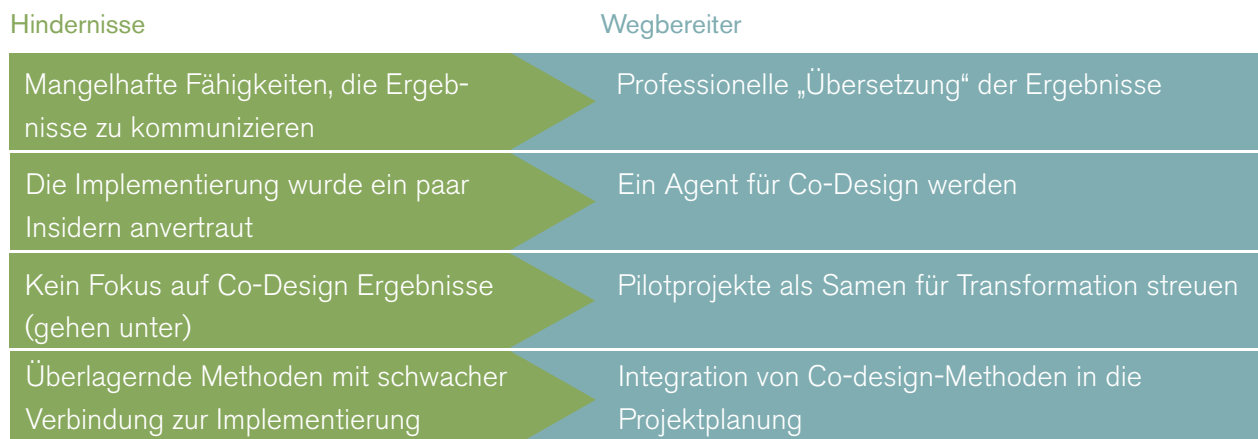 Hindernisse
Wegbereiter
Mangelhafte Fähigkeiten, die Ergeb-
nisse zu kommunizieren
Professionelle „Übersetzung“ der Ergebnisse
Die Implementierung wurde ein paar
Insidern anvertraut
Ein Agent für Co-Design werden
Kein Fokus auf Co-Design Ergebnisse
(gehen unter)
Pilotprojekte als Samen für Transformation streuen
Überlagernde Methoden mit schwacher
Verbindung zur Implementierung
Integration von Co-design-Methoden in die
Projektplanung